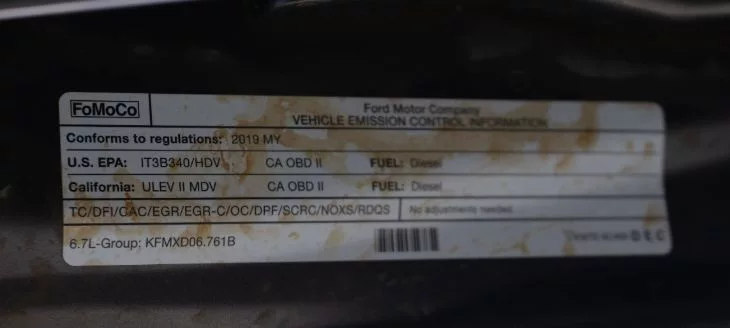 FoMoCo
Ford Motor Company
VEHICLE EMISSION CONTROL INFORMATION
Conforms to regulations: 2019 MY
U.S. EPA: IT3B340/HDV CA OBD II FUEL: Diesel
California: ULEV II MDV CA OBD II FUEL: Diesel
TC/DFI/CAC/EGR/EGR-C/OC/DPF/SCRC/NOXS/RDQS No adjustments needed.
6.7L-Group: KFMXD06.761B